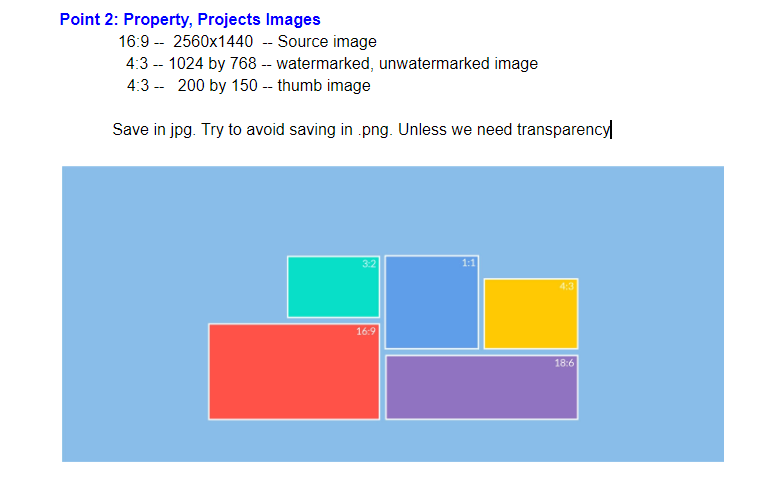 Point 2: Property, Projects Images
16:9 -- 2560x1440 -- Source image
4:3 -- 1024 by 768 -- watermarked, unwatermarked image
4:3 -- 200 by 150 -- thumb image
Save in jpg. Try to avoid saving in .png. Unless we need transparency
3:2
1:1
4:3
16:9
18:6